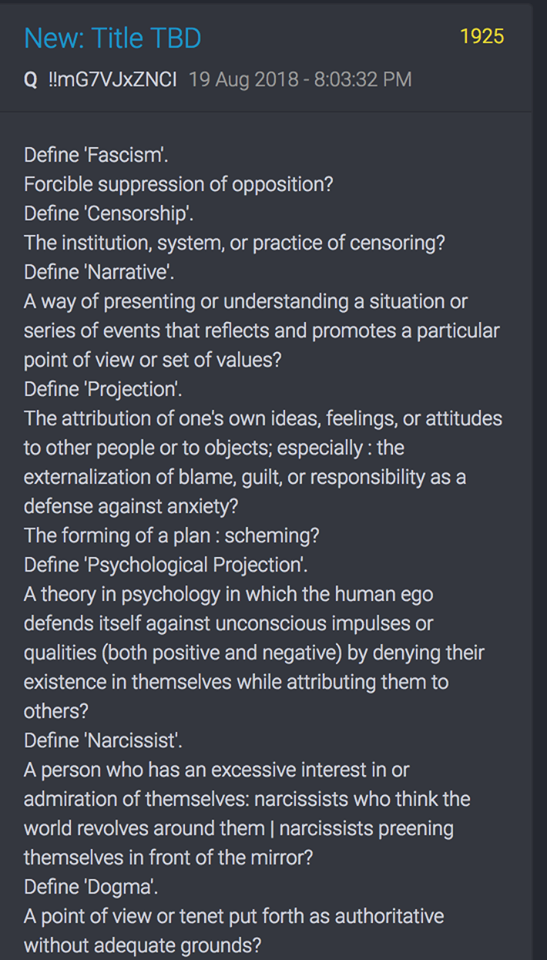 New: Title TBD
1925
Q !!mG7VJxZNCI 19 Aug 2018 - 8:03:32 PM
Define 'Fascism'.
Forcible suppression of opposition?
Define 'Censorship'.
The institution, system, or practice of censoring?
Define 'Narrative'.
A way of presenting or understanding a situation or
series of events that reflects and promotes a particular
point of view or set of values?
Define 'Projection'.
The attribution of one's own ideas, feelings, or attitudes
to other people or to objects; especially : the
externalization of blame, guilt, or responsibility as a
defense against anxiety?
The forming of a plan : scheming?
Define 'Psychological Projection'.
A theory in psychology in which the human ego
defends itself against unconscious impulses or
qualities (both positive and negative) by denying their
existence in themselves while attributing them to
others?
Define 'Narcissist'.
A person who has an excessive interest in or
admiration of themselves: narcissists who think the
world revolves around them | narcissists preening
themselves in front of the mirror?
Define 'Dogma'.
A point of view or tenet put forth as authoritative
without adequate grounds?